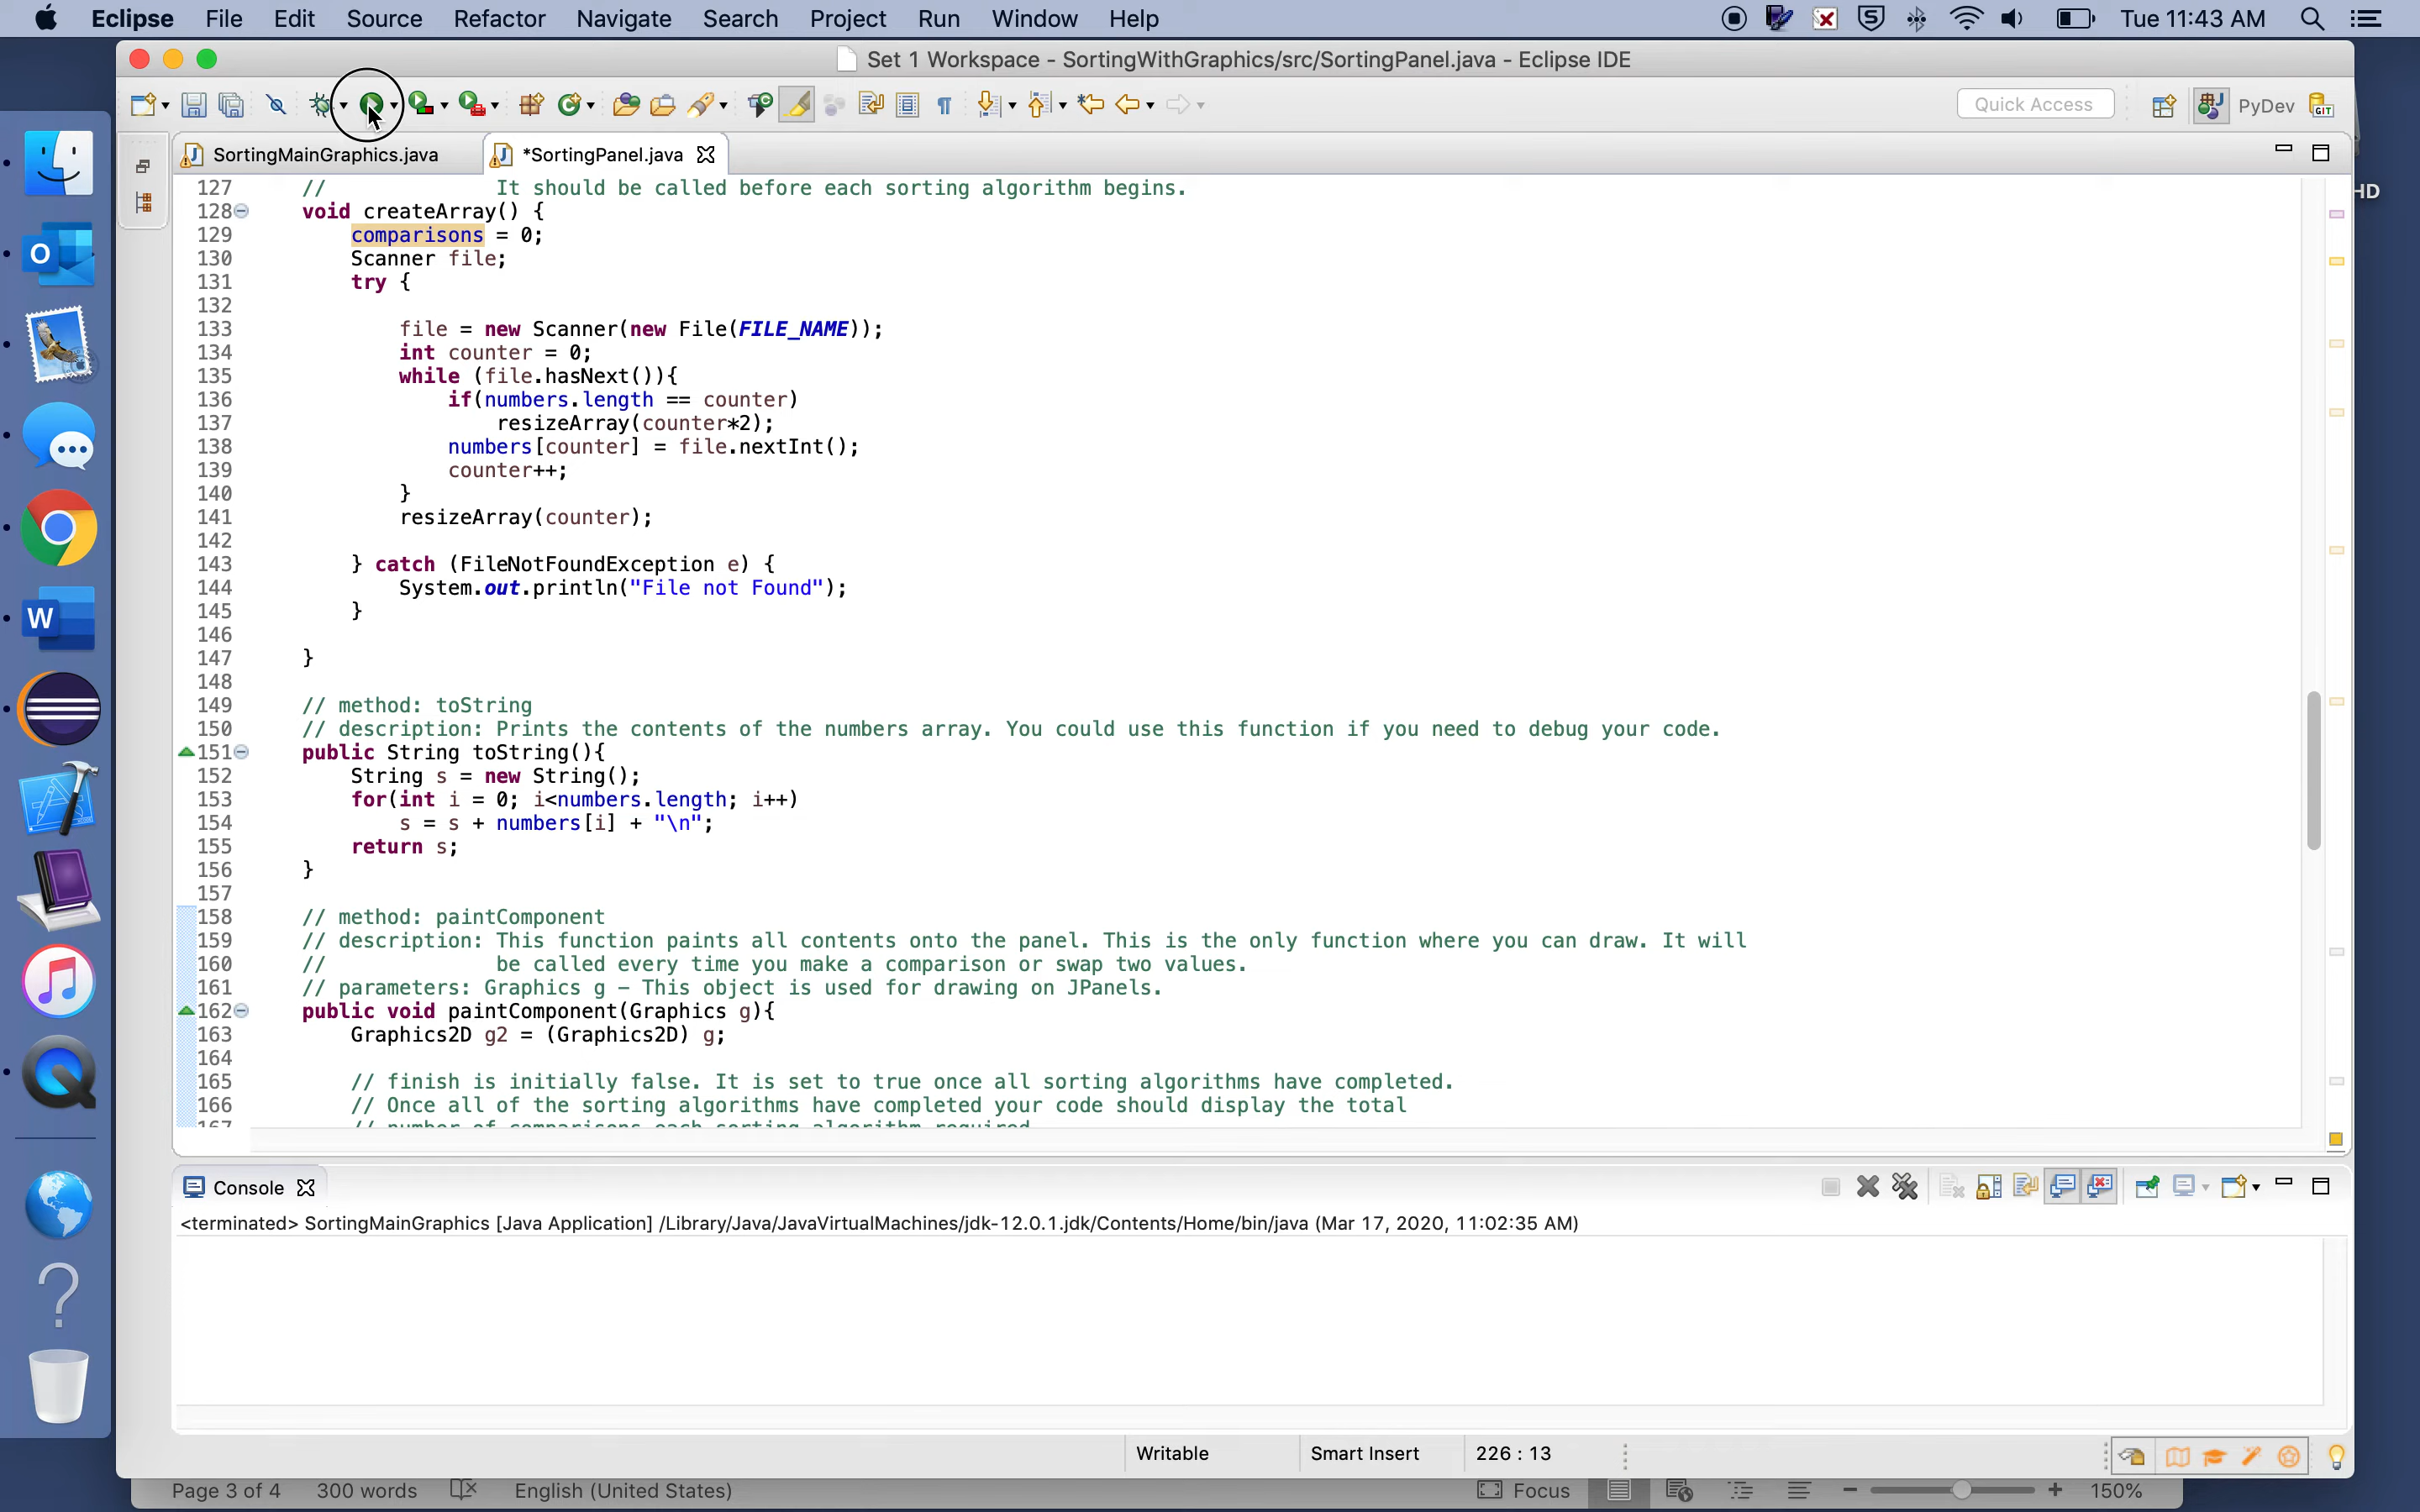 Eclipse File Edit Source Refactor Navigate Search Project Run Window Help Tue 11:43 AM
Set 1 Workspace - SortingWithGraphics/src/SortingPanel.java - Eclipse IDE
Quick Access PyDev
HD
SortingMainGraphics.java *SortingPanel.java
127 // It should be called before each sorting algorithm begins.
128 void createArray() {
129 comparisons = 0;
130 Scanner file;
131 try {
132
133 file = new Scanner(new File(FILE_NAME));
134 int counter = 0;
135 while (file.hasNext()){
136 if(numbers.length == counter)
137 resizeArray(counter*2);
138 numbers[counter] = file.nextInt();
139 counter++;
140 }
141 resizeArray(counter);
142
143 } catch (FileNotFoundException e) {
144 System.out.println("File not Found");
145 }
146
147 }
148
149 // method: toString
150 // description: Prints the contents of the numbers array. You could use this function if you need to debug your code.
151 public String toString(){
152 String s = new String();
153 for(int i = 0; i<numbers.length; i++)
154 s = s + numbers[i] + "\n";
155 return s;
156 }
157
158 // method: paintComponent
159 // description: This function paints all contents onto the panel. This is the only function where you can draw. It will
160 // be called every time you make a comparison or swap two values.
161 // parameters: Graphics g – This object is used for drawing on JPanels.
162 public void paintComponent(Graphics g){
163 Graphics2D g2 = (Graphics2D) g;
164
165 // finish is initially false. It is set to true once all sorting algorithms have completed.
166 // Once all of the sorting algorithms have completed your code should display the total
167 // number of comparisons each sorting algorithm required
Console
<terminated> SortingMainGraphics [Java Application] /Library/Java/JavaVirtualMachines/jdk-12.0.1.jdk/Contents/Home/bin/java (Mar 17, 2020, 11:02:35 AM)
Writable Smart Insert 226 : 13
Page 3 of 4 300 words English (United States) Focus 150%